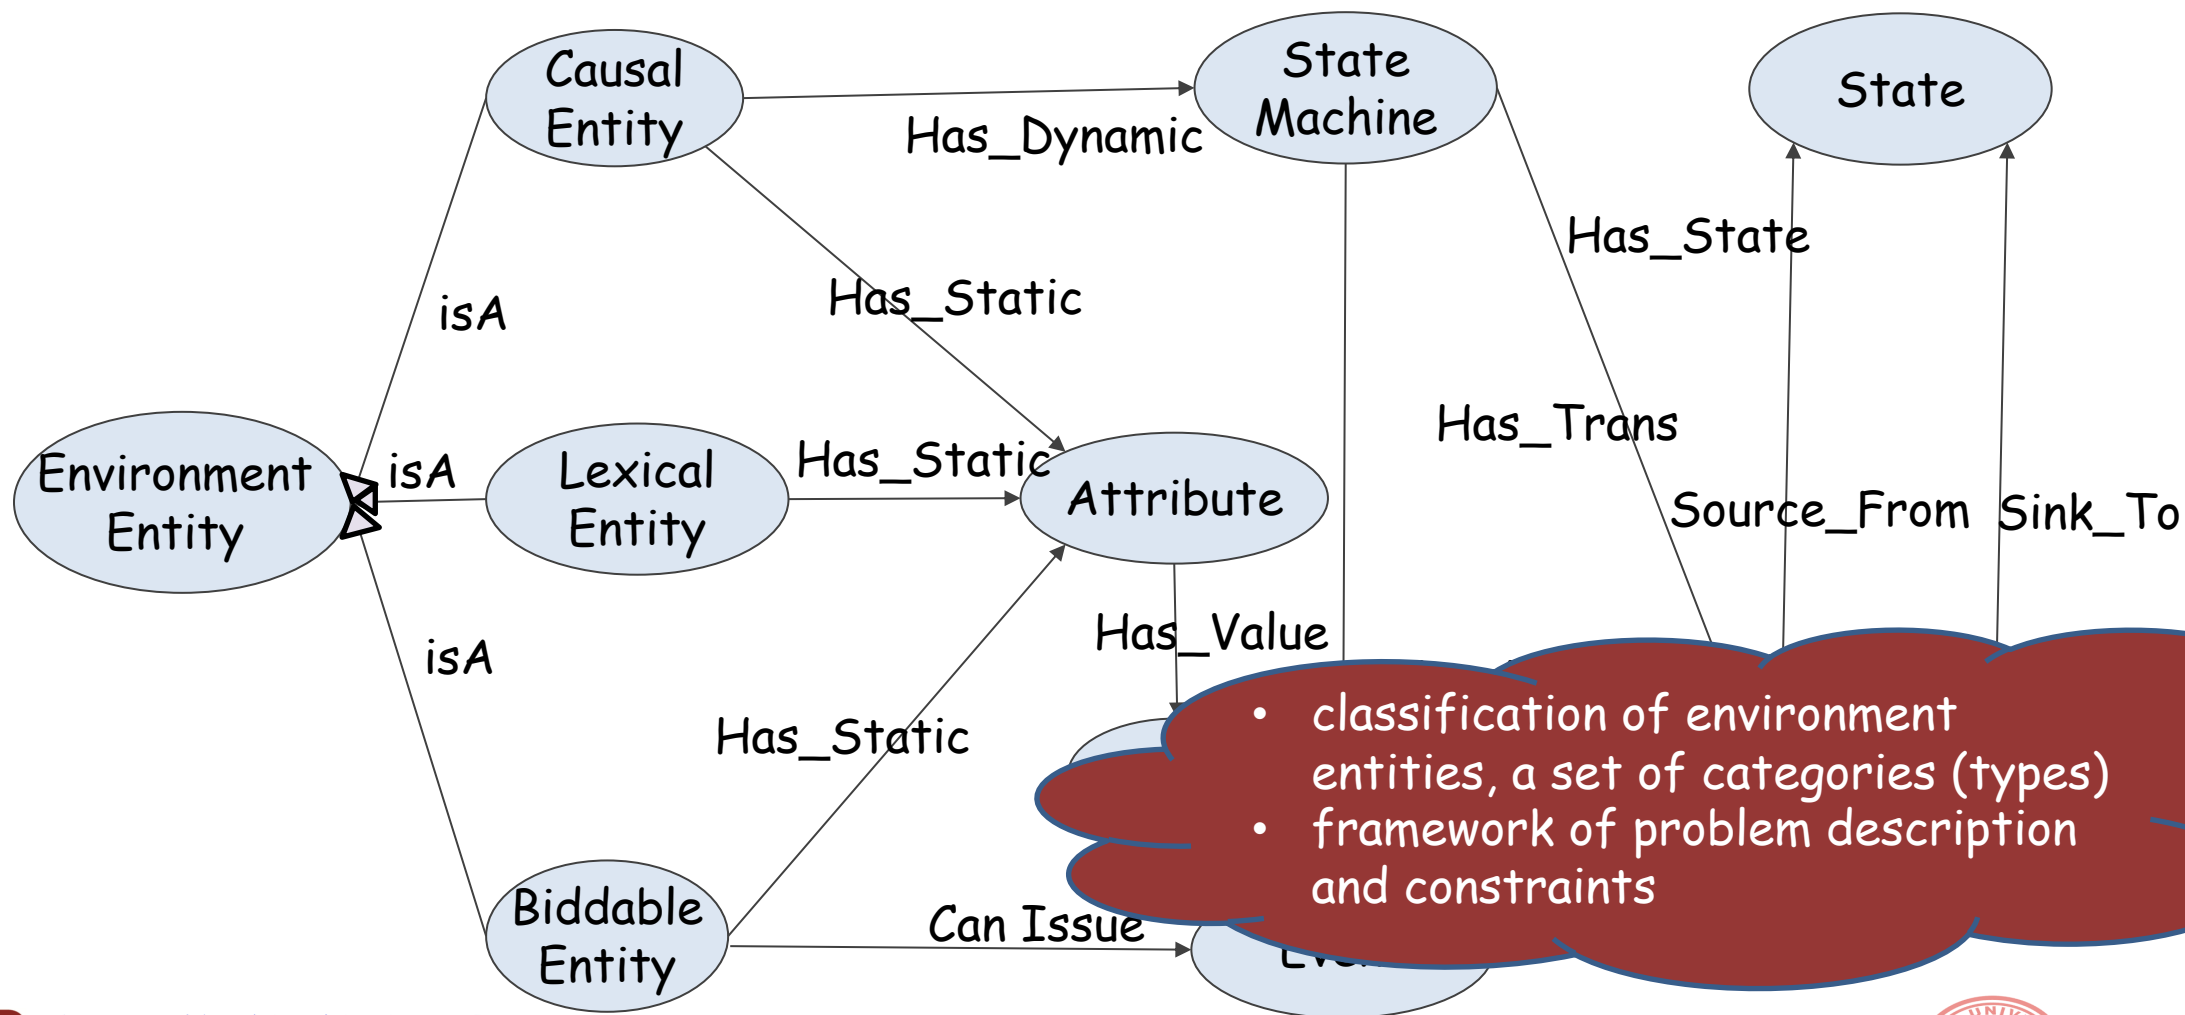 Causal
Entity
State
Machine
State
Has_Dynamic
Has_State
Has_Static
isA
Has_Trans
Environment
Entity
isA
Lexical
Entity
Has_Static
Attribute
Source_From
Sink_To
isA
Has_Value
Has_Static
• classification of environment
entities, a set of categories (types)
• framework of problem description
and constraints
Biddable
Entity
Can Issue